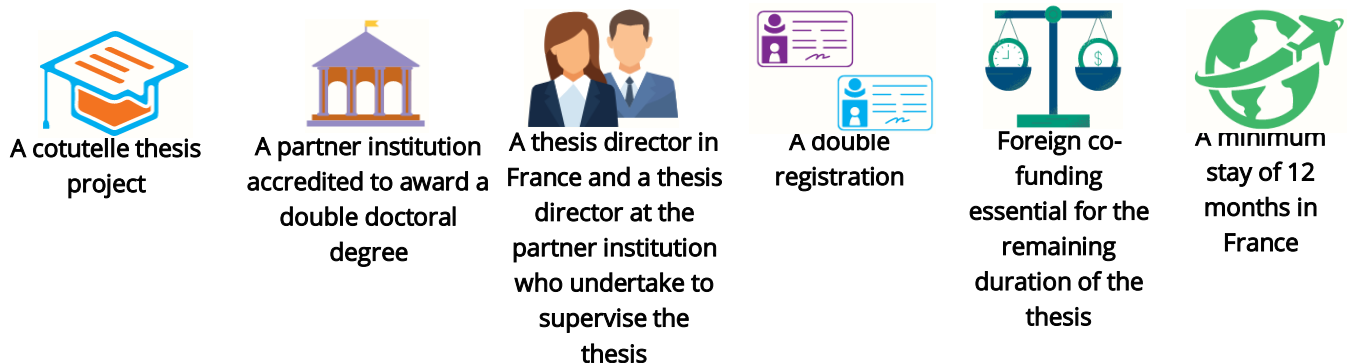 A cotutelle thesis
project
A partner institution
accredited to award a
double doctoral
degree
A thesis director in
France and a thesis
director at the
partner institution
who undertake to
supervise the
thesis
A double
registration
Foreign co-
funding
essential for the
remaining
duration of the
thesis
A minimum
stay of 12
months in
France
$